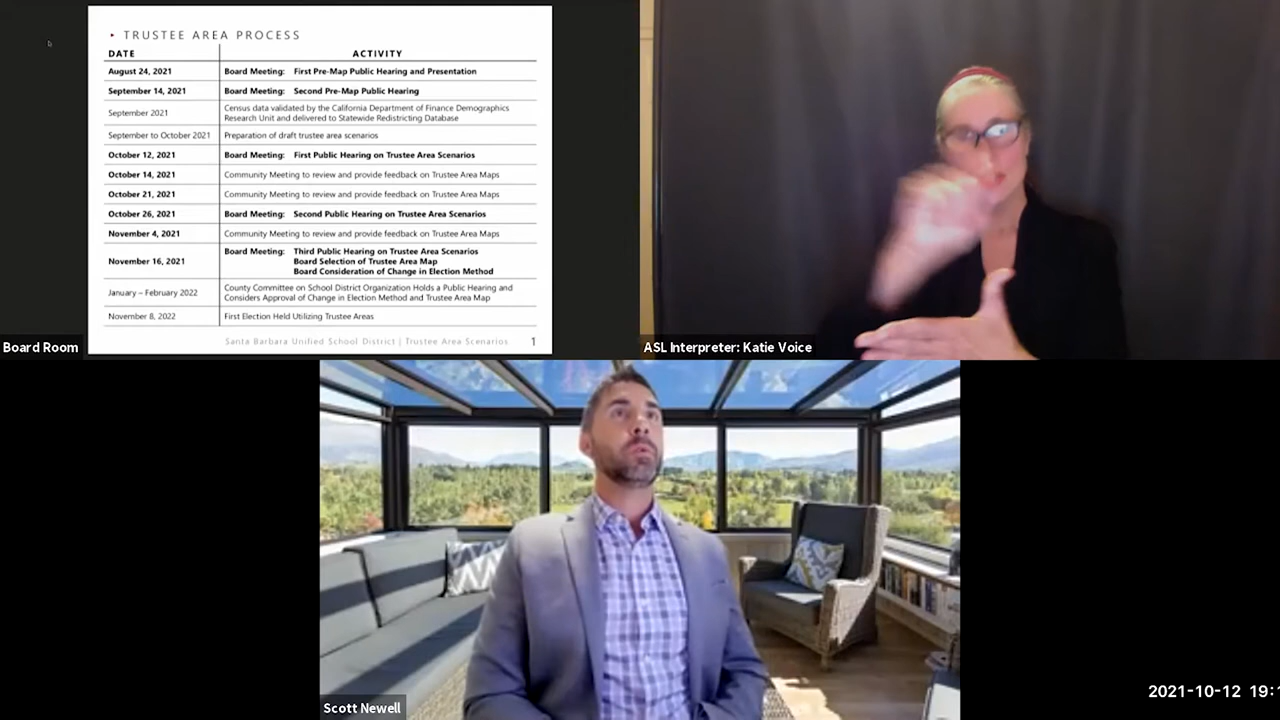 • TRUSTEE AREA PROCESS
DATE ACTIVITY
August 24, 2021 Board Meeting: First Pre-Map Public Hearing and Presentation
September 14, 2021 Board Meeting: Second Pre-Map Public Hearing
September 2021 Census data validated by the California Department of Finance Demographics
Research Unit and delivered to Statewide Redistricting Database
September to October 2021 Preparation of draft trustee area scenarios
October 12, 2021 Board Meeting: First Public Hearing on Trustee Area Scenarios
October 14, 2021 Community Meeting to review and provide feedback on Trustee Area Maps
October 21, 2021 Community Meeting to review and provide feedback on Trustee Area Maps
October 26, 2021 Board Meeting: Second Public Hearing on Trustee Area Scenarios
November 4, 2021 Community Meeting to review and provide feedback on Trustee Area Maps
November 16, 2021 Board Meeting: Third Public Hearing on Trustee Area Scenarios
Board Selection of Trustee Area Map
Board Consideration of Change in Election Method
January – February 2022 County Committee on School District Organization Holds a Public Hearing and
Considers Approval of Change in Election Method and Trustee Area Map
November 8, 2022 First Election Held Utilizing Trustee Areas
Santa Barbara Unified School District | Trustee Area Scenarios 1
Board Room
ASL Interpreter: Katie Voice
Scott Newell
2021-10-12 19: